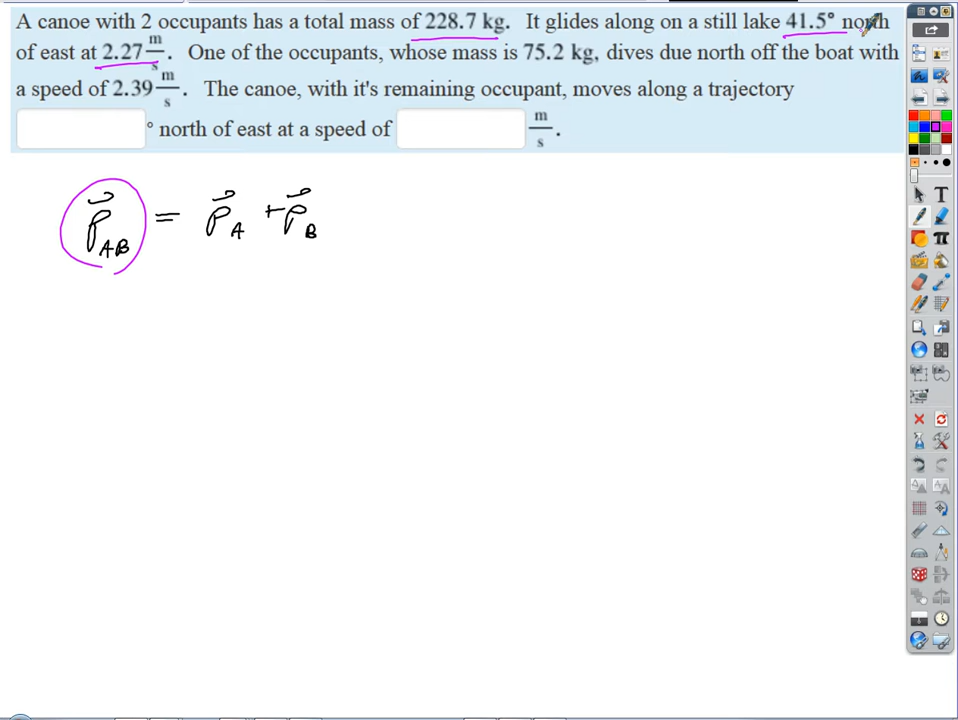 A canoe with 2 occupants has a total mass of 228.7 kg. It glides along on a still lake 41.5° north
of east at 2.27 m/s. One of the occupants, whose mass is 75.2 kg, dives due north off the boat with
a speed of 2.39 m/s. The canoe, with it's remaining occupant, moves along a trajectory
° north of east at a speed of m/s.
p⃗_AB = p⃗_A + p⃗_B